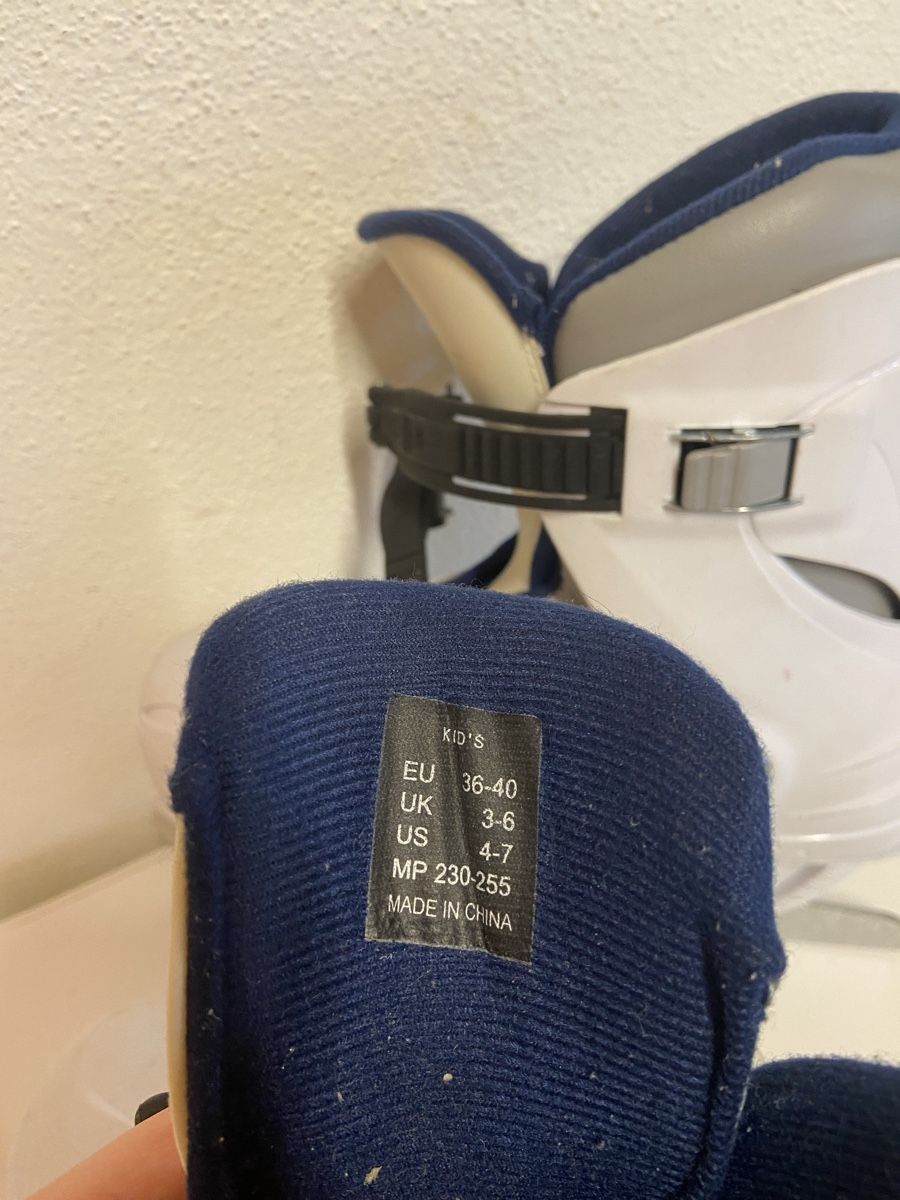 KID'S
EU 36-40
UK 3-6
US 4-7
MP 230-255
MADE IN CHINA